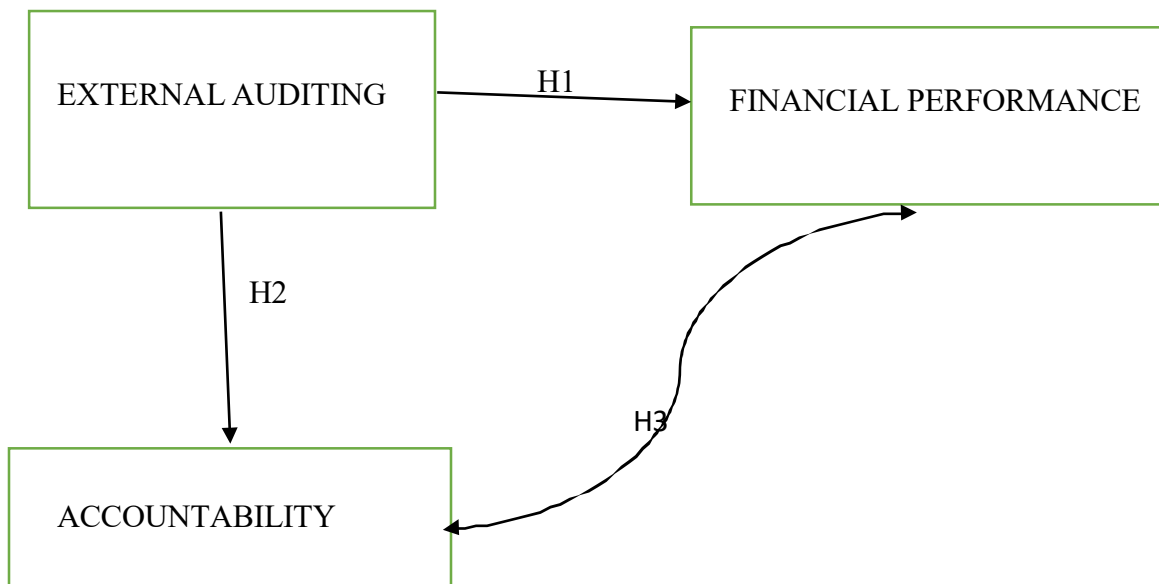 EXTERNAL AUDITING
H1
FINANCIAL PERFORMANCE
H2
H3
ACCOUNTABILITY